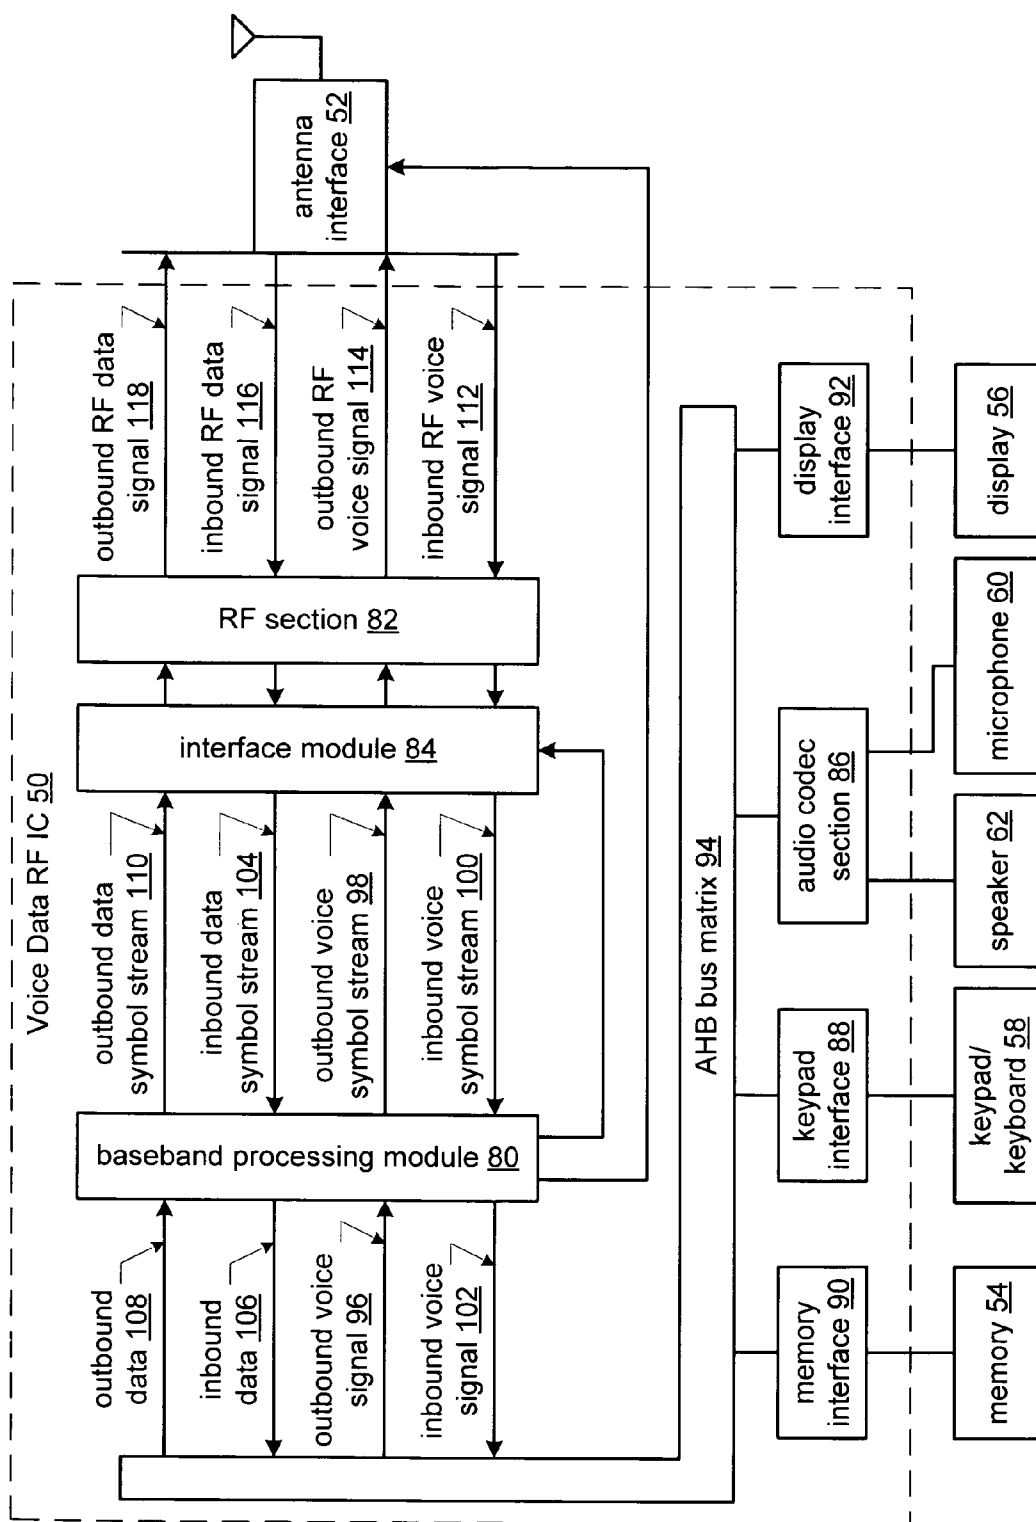 Voice Data RF IC 50
outbound
data 108
inbound
data 106
outbound voice
signal 96
inbound voice
signal 102
baseband processing module 80
outbound data
symbol stream 110
inbound data
symbol stream 104
outbound voice
symbol stream 98
inbound voice
symbol stream 100
interface module 84
RF section 82
outbound RF data
signal 118
inbound RF data
signal 116
outbound RF
voice signal 114
inbound RF voice
signal 112
antenna
interface 52
AHB bus matrix 94
memory
interface 90
keypad
interface 88
audio codec
section 86
display
interface 92
memory 54
keypad/
keyboard 58
speaker 62
microphone 60
display 56